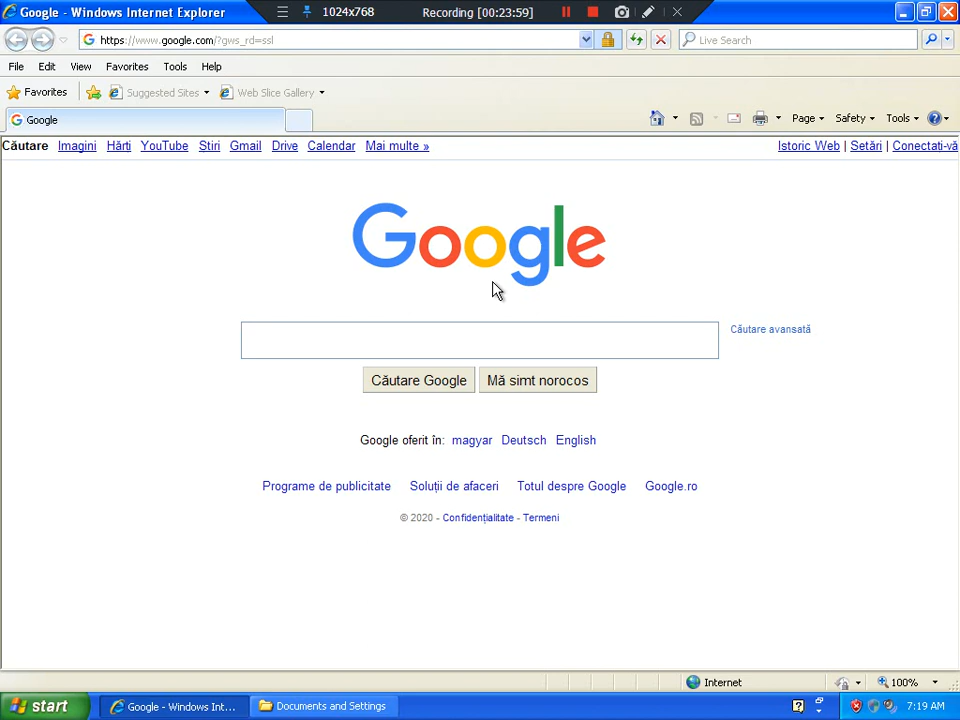 Google - Windows Internet Explorer
1024x768
Recording [00:23:59]
https://www.google.com/?gws_rd=ssl
Live Search
File Edit View Favorites Tools Help
Favorites Suggested Sites Web Slice Gallery
Google
Page Safety Tools
Căutare Imagini Hărți YouTube Știri Gmail Drive Calendar Mai multe »
Istoric Web | Setări | Conectați-vă
Google
Căutare avansată
Căutare Google Mă simt norocos
Google oferit în: magyar Deutsch English
Programe de publicitate Soluții de afaceri Totul despre Google Google.ro
© 2020 - Confidențialitate - Termeni
Internet 100%
start Google - Windows Int... Documents and Settings 7:19 AM